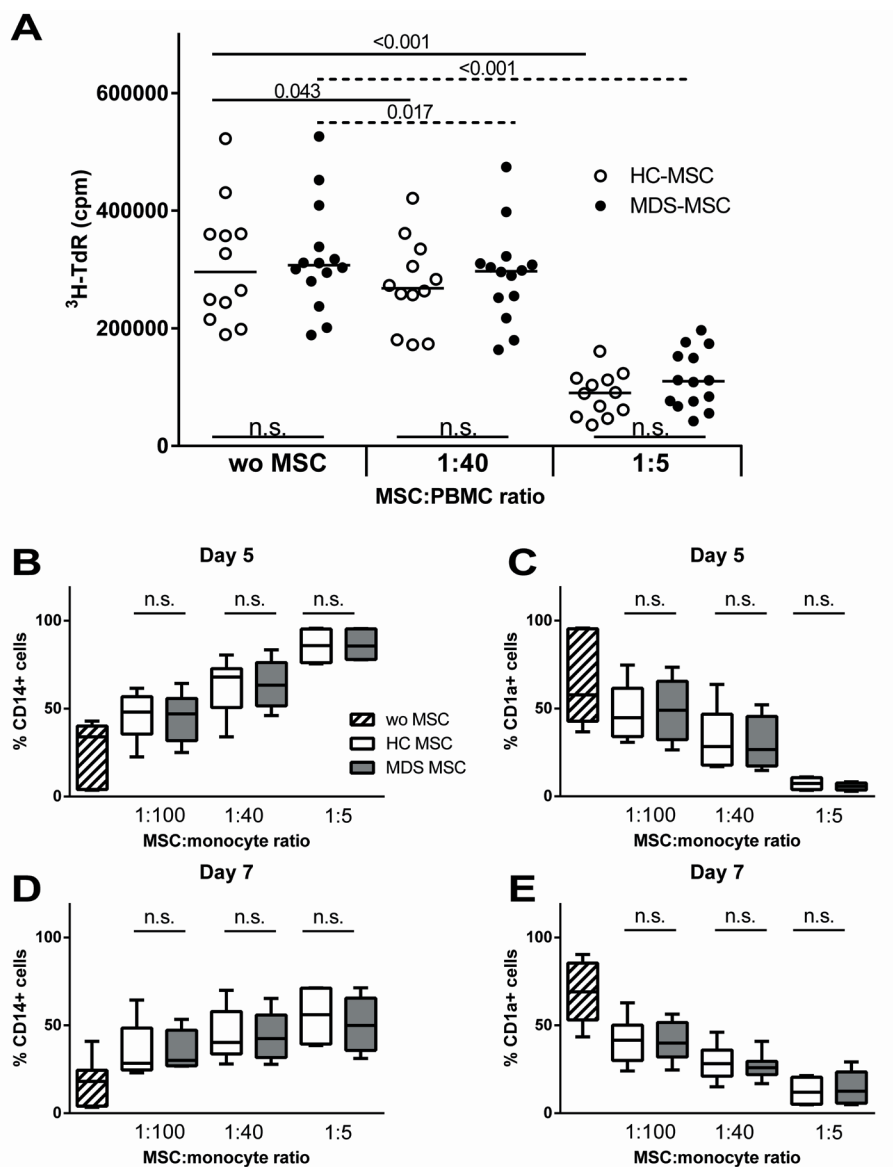 A
<0.001
<0.001
600000
0.043
0.017
HC-MSC
MDS-MSC
400000
³H-TdR (cpm)
200000
n.s.
n.s.
n.s.
0
wo MSC
1:40
1:5
MSC:PBMC ratio
B
Day 5
n.s.
n.s.
n.s.
100
% CD14+ cells
50
wo MSC
HC MSC
MDS MSC
0
1:100
1:40
1:5
MSC:monocyte ratio
C
Day 5
n.s.
n.s.
n.s.
100
% CD1a+ cells
50
0
1:100
1:40
1:5
MSC:monocyte ratio
D
Day 7
n.s.
n.s.
n.s.
100
% CD14+ cells
50
0
1:100
1:40
1:5
MSC:monocyte ratio
E
Day 7
n.s.
n.s.
n.s.
100
% CD1a+ cells
50
0
1:100
1:40
1:5
MSC:monocyte ratio